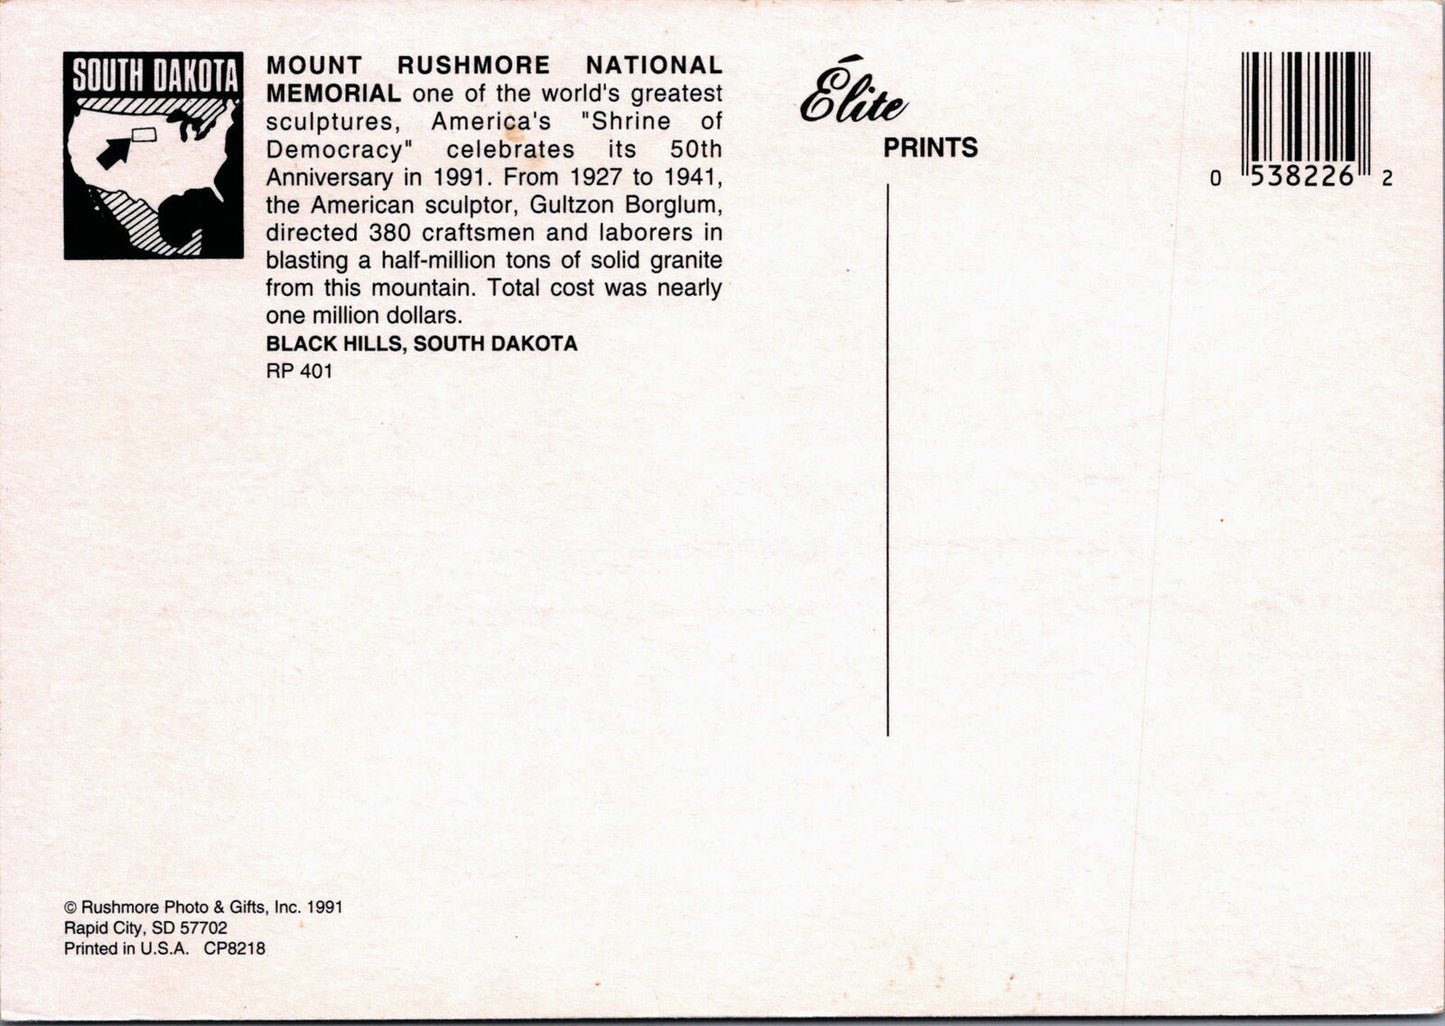 SOUTH DAKOTA
MOUNT RUSHMORE NATIONAL
MEMORIAL one of the world's greatest
sculptures, America's "Shrine of
Democracy" celebrates its 50th
Anniversary in 1991. From 1927 to 1941,
the American sculptor, Gultzon Borglum,
directed 380 craftsmen and laborers in
blasting a half-million tons of solid granite
from this mountain. Total cost was nearly
one million dollars.
BLACK HILLS, SOUTH DAKOTA
RP 401
Élite
PRINTS
0 538226 2
© Rushmore Photo & Gifts, Inc. 1991
Rapid City, SD 57702
Printed in U.S.A. CP8218